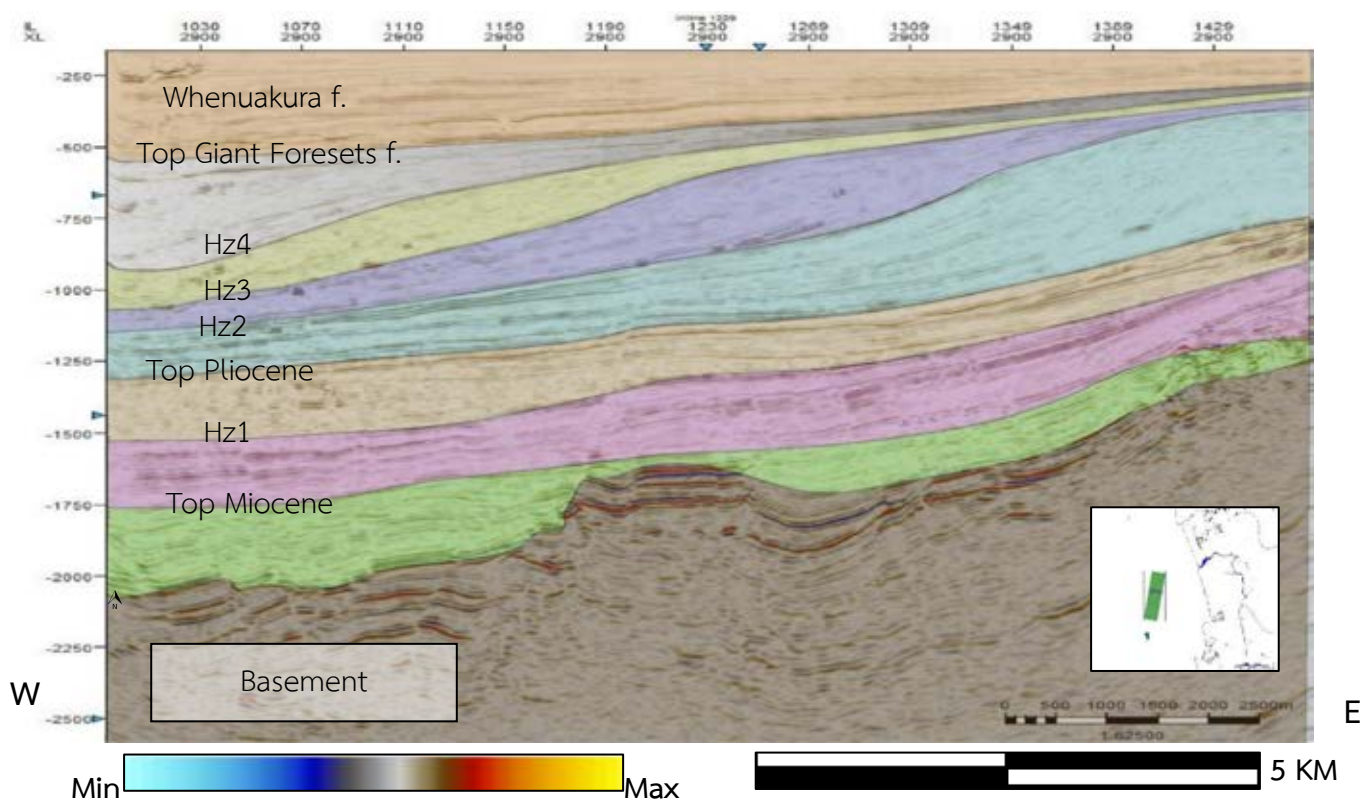 IL 1030 1070 1110 1150 1190 1230 1269 1309 1349 1389 1429
XL 2900 2900 2900 2900 2900 2900 2900 2900 2900 2900 2900
-250
Whenuakura f.
-500
Top Giant Foresets f.
-750
Hz4
-1000
Hz3
Hz2
-1250
Top Pliocene
Hz1
-1500
Top Miocene
-1750
-2000
N
-2250
Basement
W
-2500
0 500 1000 1500 2000 2500m
1:62500
E
Min
Max
5 KM